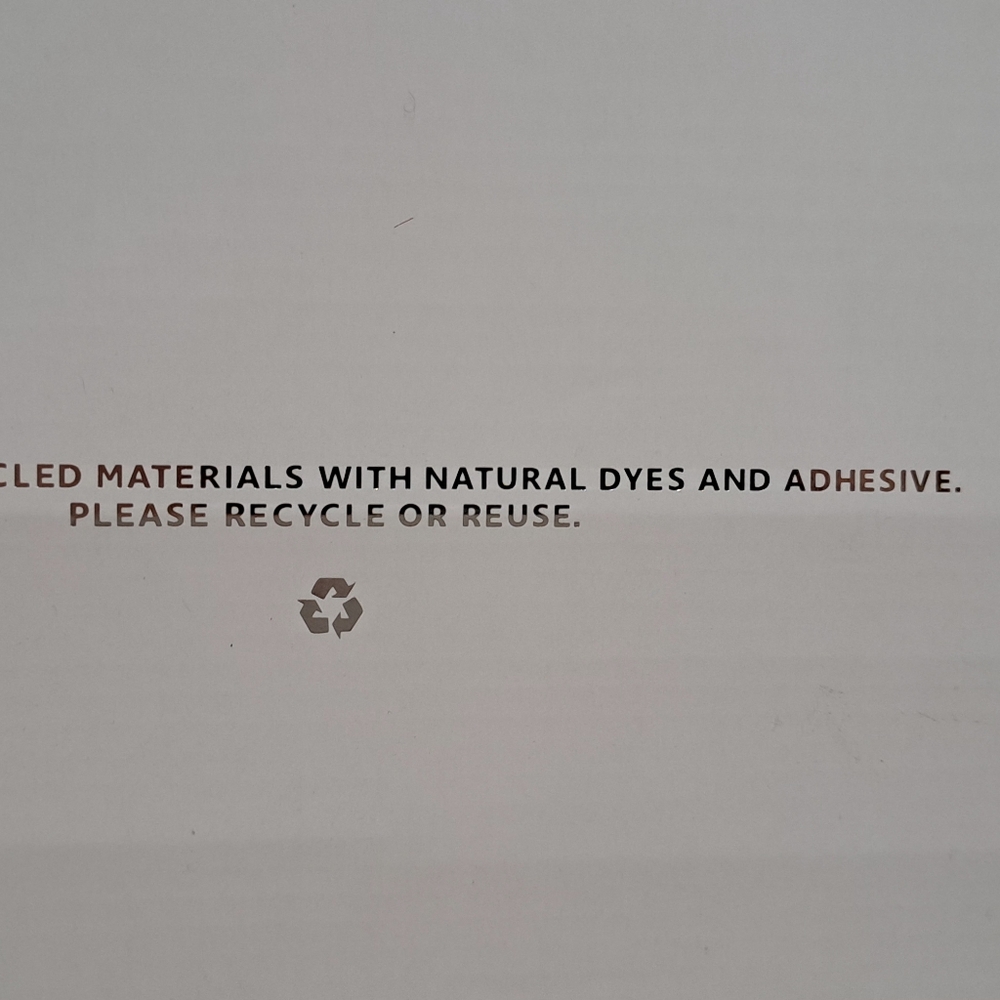 CLED MATERIALS WITH NATURAL DYES AND ADHESIVE.
PLEASE RECYCLE OR REUSE.